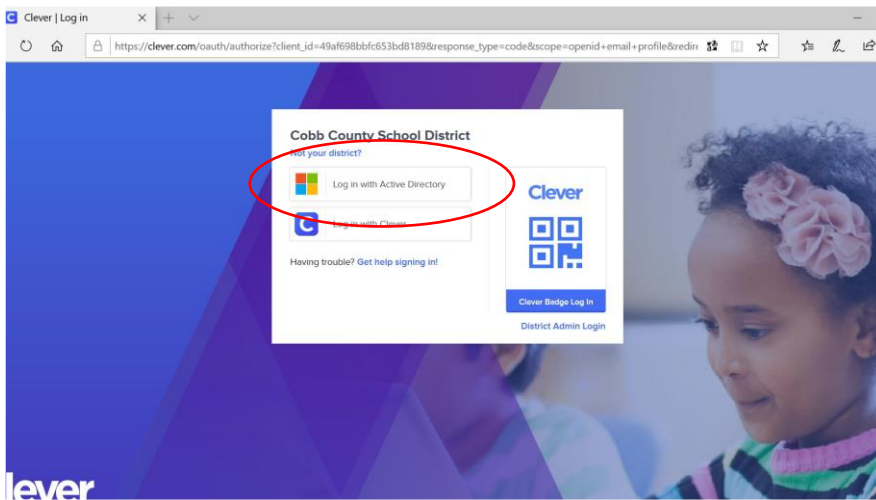 Clever | Log in
https://clever.com/oauth/authorize?client_id=49af698bbfc653bd8189&response_type=code&scope=openid+email+profile&redire
Cobb County School District
Not your district?
Log in with Active Directory
Log in with Clever
Having trouble? Get help signing in!
Clever
Clever Badge Log In
District Admin Login
lever